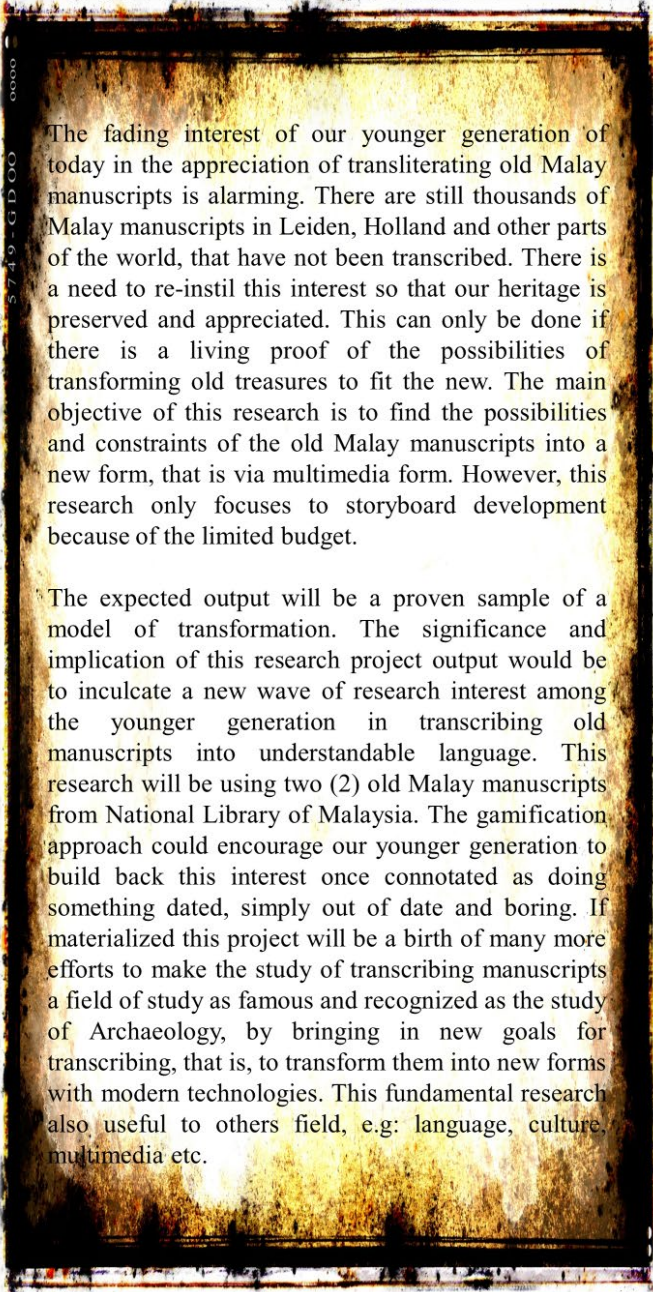 The fading interest of our younger generation of
today in the appreciation of transliterating old Malay
manuscripts is alarming. There are still thousands of
Malay manuscripts in Leiden, Holland and other parts
of the world, that have not been transcribed. There is
a need to re-instil this interest so that our heritage is
preserved and appreciated. This can only be done if
there is a living proof of the possibilities of
transforming old treasures to fit the new. The main
objective of this research is to find the possibilities
and constraints of the old Malay manuscripts into a
new form, that is via multimedia form. However, this
research only focuses to storyboard development
because of the limited budget.
The expected output will be a proven sample of a
model of transformation. The significance and
implication of this research project output would be
to inculcate a new wave of research interest among
the younger generation in transcribing old
manuscripts into understandable language. This
research will be using two (2) old Malay manuscripts
from National Library of Malaysia. The gamification
approach could encourage our younger generation to
build back this interest once connotated as doing
something dated, simply out of date and boring. If
materialized this project will be a birth of many more
efforts to make the study of transcribing manuscripts
a field of study as famous and recognized as the study
of Archaeology, by bringing in new goals for
transcribing, that is, to transform them into new forms
with modern technologies. This fundamental research
also useful to others field, e.g: language, culture,
multimedia etc.
5749-GDOO 0000